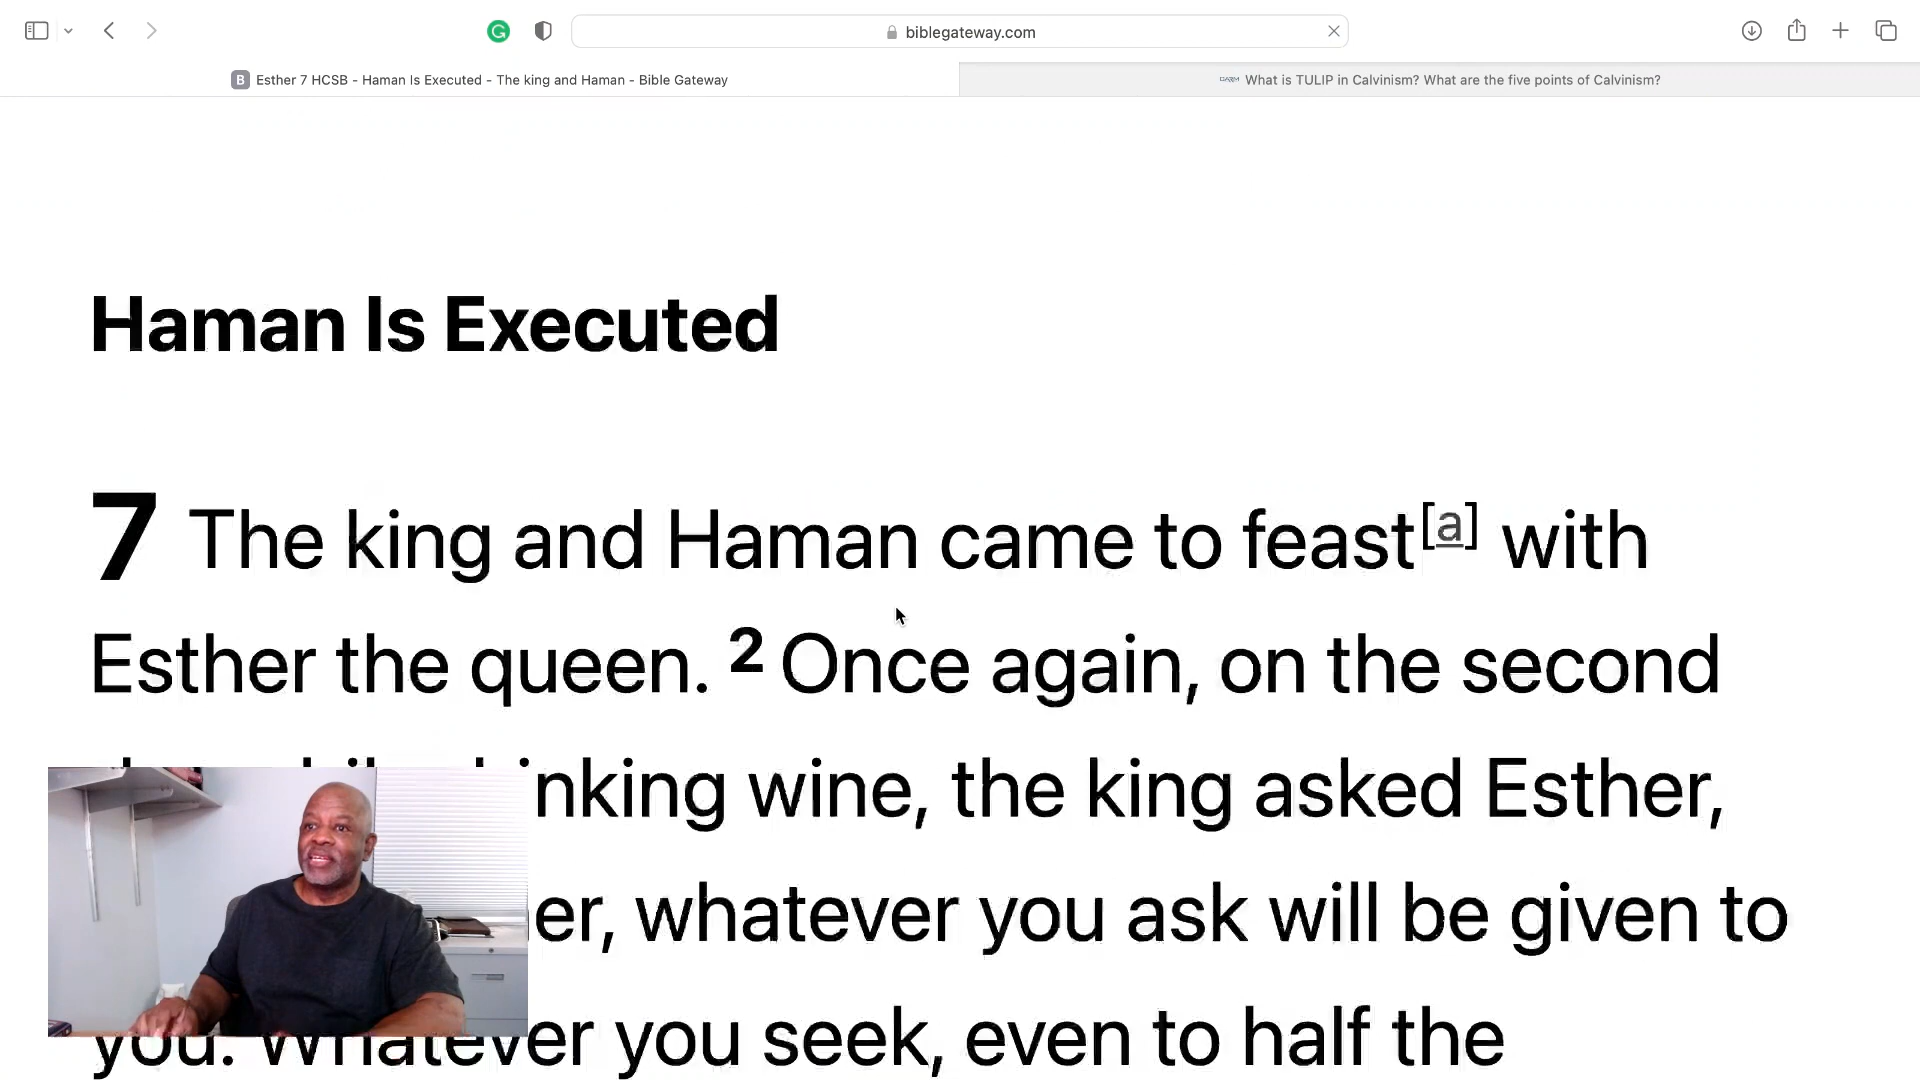 biblegateway.com
B Esther 7 HCSB - Haman Is Executed - The king and Haman - Bible Gateway
What is TULIP in Calvinism? What are the five points of Calvinism?
Haman Is Executed
7 The king and Haman came to feast[a] with
Esther the queen. 2 Once again, on the second
wine, the king asked Esther,
whatever you ask will be given to
you. Whatever you seek, even to half the